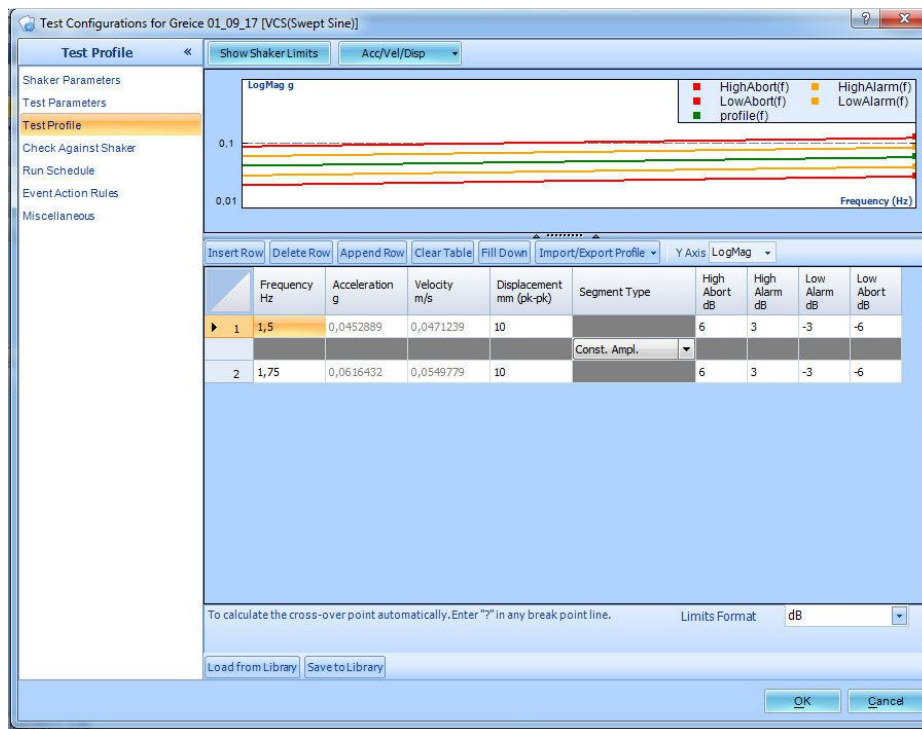 Test Configurations for Greice 01_09_17 [VCS(Swept Sine)]
Test Profile «
Shaker Parameters
Test Parameters
Test Profile
Check Against Shaker
Run Schedule
Event Action Rules
Miscellaneous
Show Shaker Limits Acc/Vel/Disp
LogMag g
HighAbort(f) HighAlarm(f)
LowAbort(f) LowAlarm(f)
profile(f)
0,1
0,01
Frequency (Hz)
Insert Row Delete Row Append Row Clear Table Fill Down Import/Export Profile Y Axis LogMag
Frequency Hz Acceleration g Velocity m/s Displacement mm (pk-pk) Segment Type High Abort dB High Alarm dB Low Alarm dB Low Abort dB
1 1,5 0,0452889 0,0471239 10 6 3 -3 -6
Const. Ampl.
2 1,75 0,0616432 0,0549779 10 6 3 -3 -6
To calculate the cross-over point automatically.Enter "?" in any break point line. Limits Format dB
Load from Library Save to Library
OK Cancel